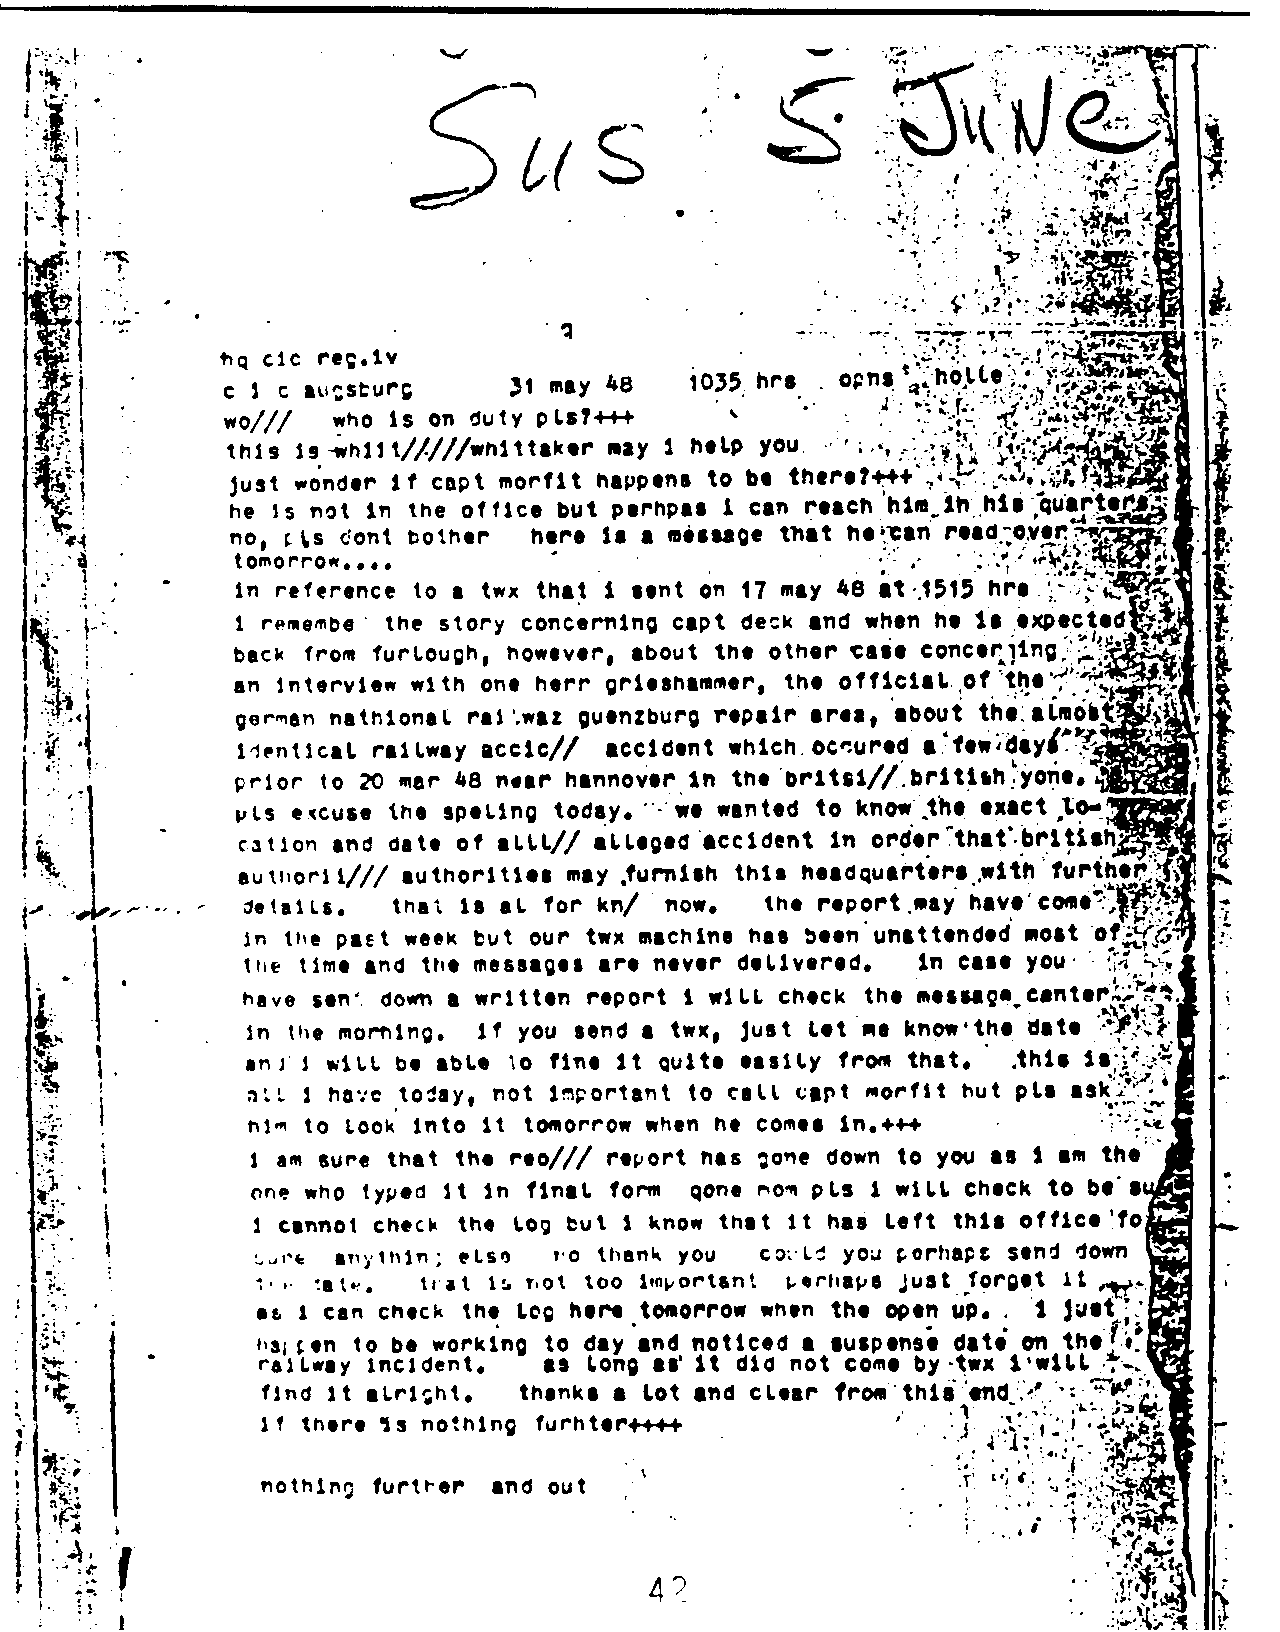 Sus 5 JUNE
hq cic reg.iv
c i c augsburg 31 may 48 1035 hrs opns holle
wo/// who is on duty pls?+++
this is whiit/////whittaker may i help you
just wonder if capt morfit happens to be there?+++
he is not in the office but perhpas i can reach him in his quarters
no, pls dont bother here is a message that he can read over
tomorrow....
in reference to a twx that i sent on 17 may 48 at 1515 hrs
i remembe the story concerning capt deck and when he is expected
back from furlough, however, about the other case concerning
an interview with one herr grieshammer, the official of the
german nathional railwaz guenzburg repair area, about the almost
identical railway accic// accident which occured a few days
prior to 20 mar 48 near hannover in the britsi// british yone.
pls excuse the speling today. we wanted to know the exact lo-
cation and date of alll// alleged accident in order that british
authorii/// authorities may furnish this headquarters with further
details. that is al for kn/ now. the report may have come
in the past week but our twx machine has been unattended most of
the time and the messages are never delivered. in case you
have sent down a written report i will check the message center
in the morning. if you send a twx, just let me know the date
and i will be able to fine it quite easily from that. this is
all i have today, not important to call capt morfit but pls ask
him to look into it tomorrow when he comes in.+++
i am sure that the reo/// report has gone down to you as i am the
one who typed it in final form qone mom pls i will check to be su
i cannot check the log but i know that it has left this office fo
sure anything else no thank you could you perhaps send down
the date. that is not too important perhaps just forget it
as i can check the log here tomorrow when the open up. i just
happen to be working to day and noticed a suspense date on the
railway incident. as long as it did not come by twx i will
find it alright. thanks a lot and clear from this end
if there is nothing furhter++++
nothing further and out
42